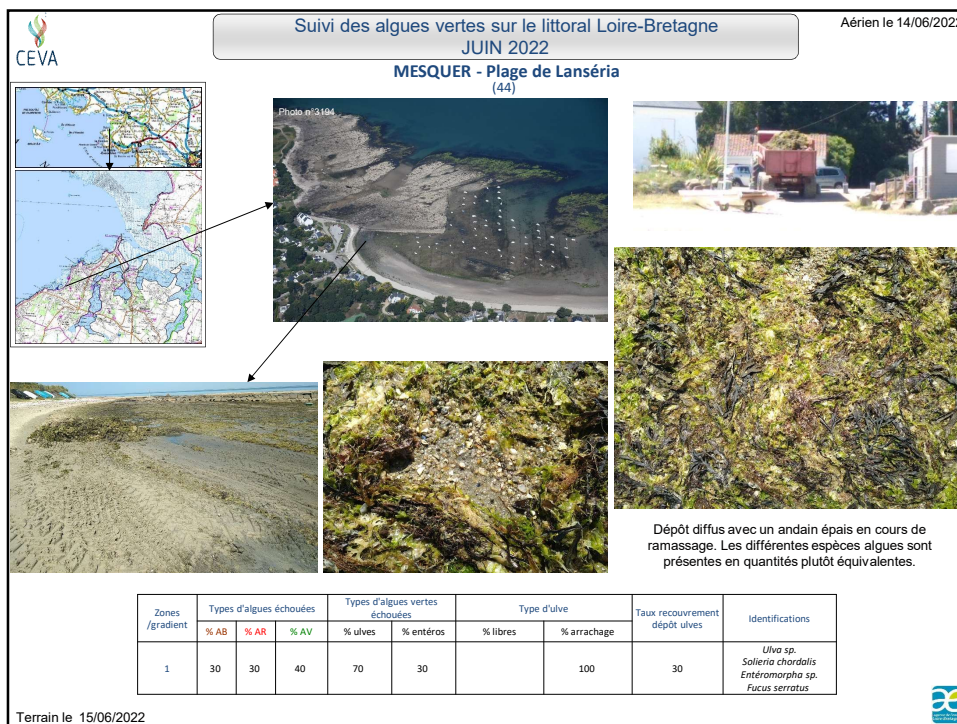 CEVA
Suivi des algues vertes sur le littoral Loire-Bretagne
JUIN 2022
Aérien le 14/06/2022
MESQUER - Plage de Lanséria
(44)
Photo n°3194
Dépôt diffus avec un andain épais en cours de
ramassage. Les différentes espèces algues sont
présentes en quantités plutôt équivalentes.
Zones
/gradient
Types d'algues échouées
Types d'algues vertes
échouées
Type d'ulve
Taux recouvrement
dépôt ulves
Identifications
% AB
% AR
% AV
% ulves
% entéros
% libres
% arrachage
1
30
30
40
70
30
100
30
Ulva sp.
Solieria chordalis
Entéromorpha sp.
Fucus serratus
Terrain le 15/06/2022